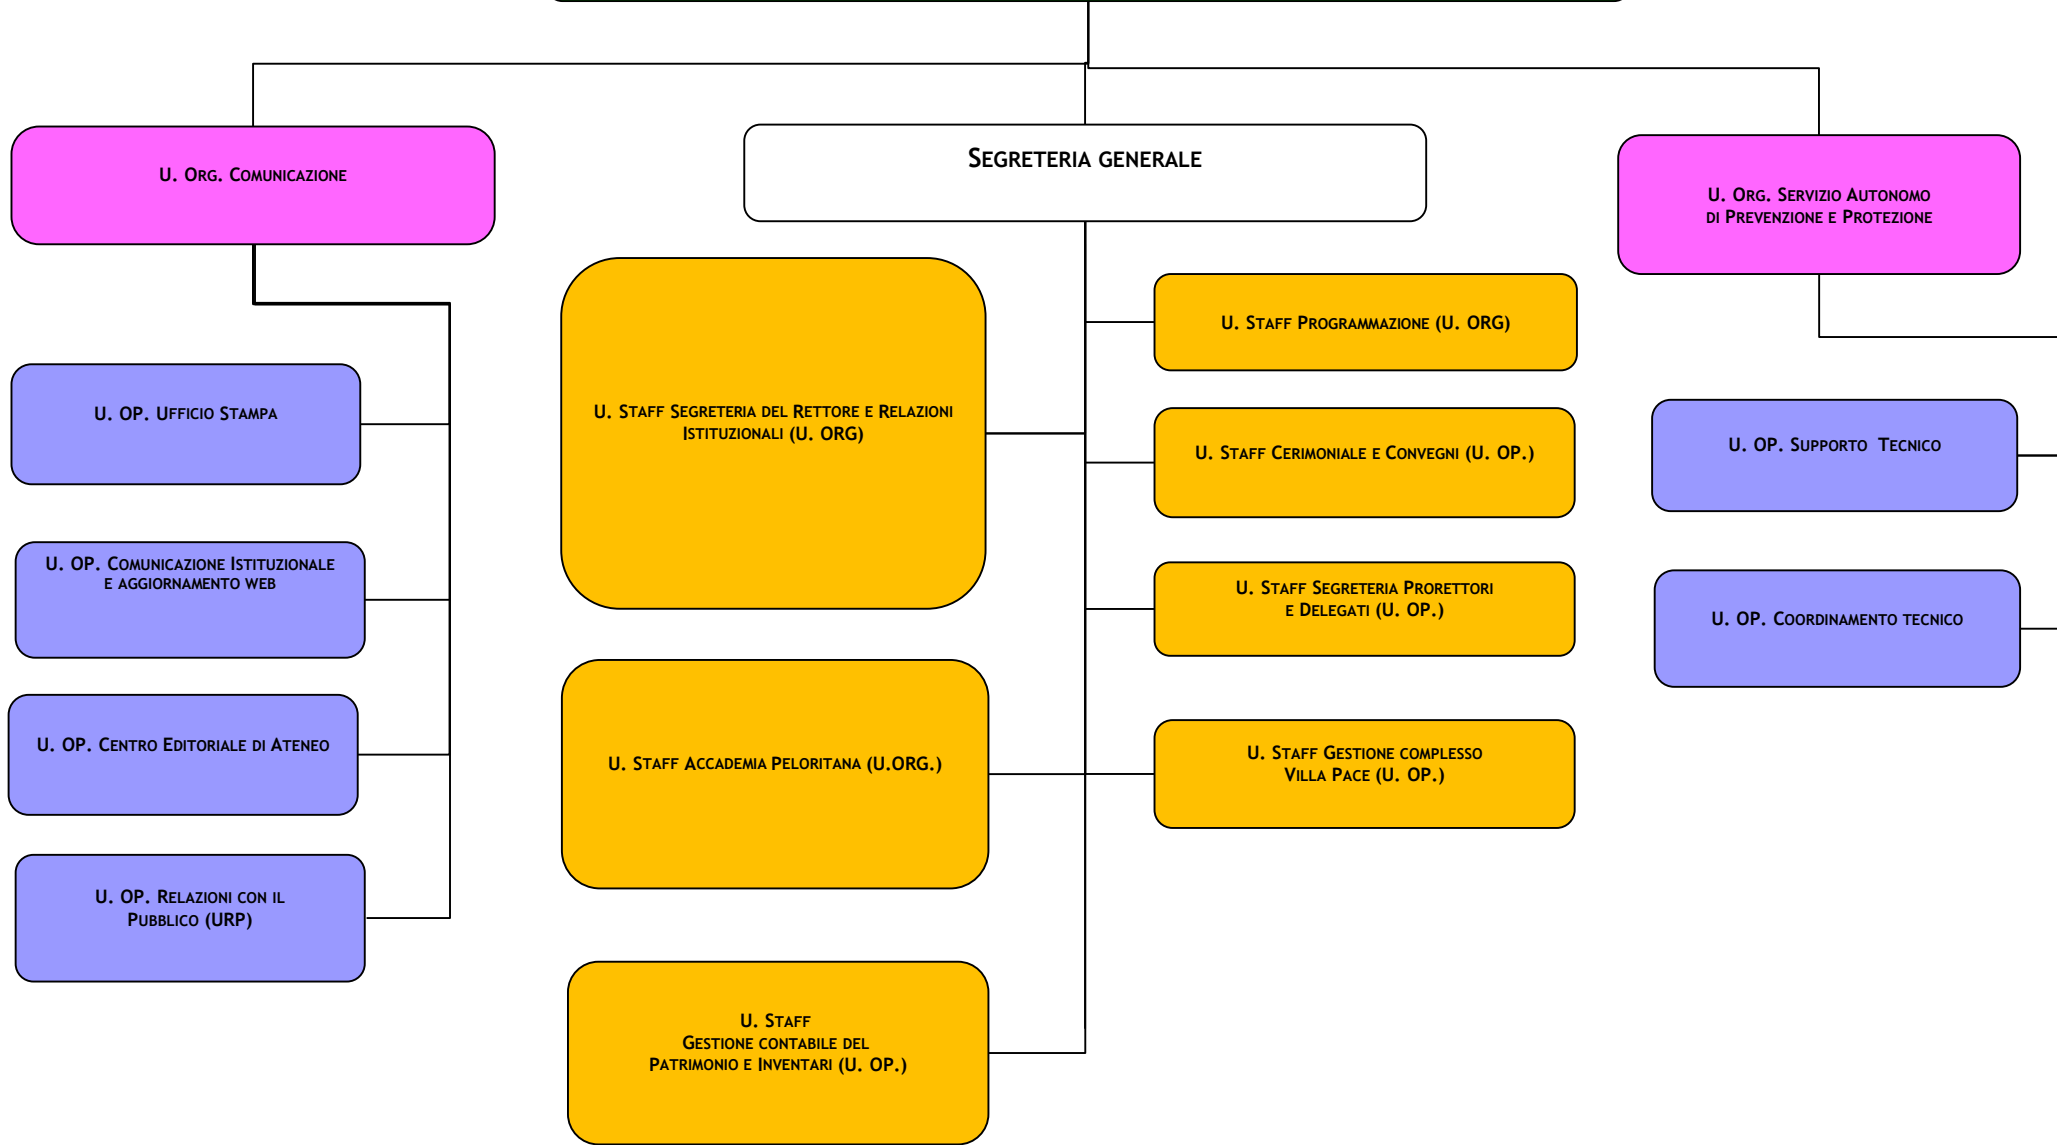 U. Org. Comunicazione
Segreteria generale
U. Org. Servizio Autonomo
di Prevenzione e Protezione
U. OP. Ufficio Stampa
U. OP. Comunicazione Istituzionale
e aggiornamento web
U. OP. Centro Editoriale di Ateneo
U. OP. Relazioni con il
Pubblico (URP)
U. Staff Segreteria del Rettore e Relazioni
Istituzionali (U. ORG)
U. Staff Accademia Peloritana (U.ORG.)
U. Staff
Gestione contabile del
Patrimonio e Inventari (U. OP.)
U. Staff Programmazione (U. ORG)
U. Staff Cerimoniale e Convegni (U. OP.)
U. Staff Segreteria Prorettori
e Delegati (U. OP.)
U. Staff Gestione complesso
Villa Pace (U. OP.)
U. OP. Supporto Tecnico
U. OP. Coordinamento tecnico